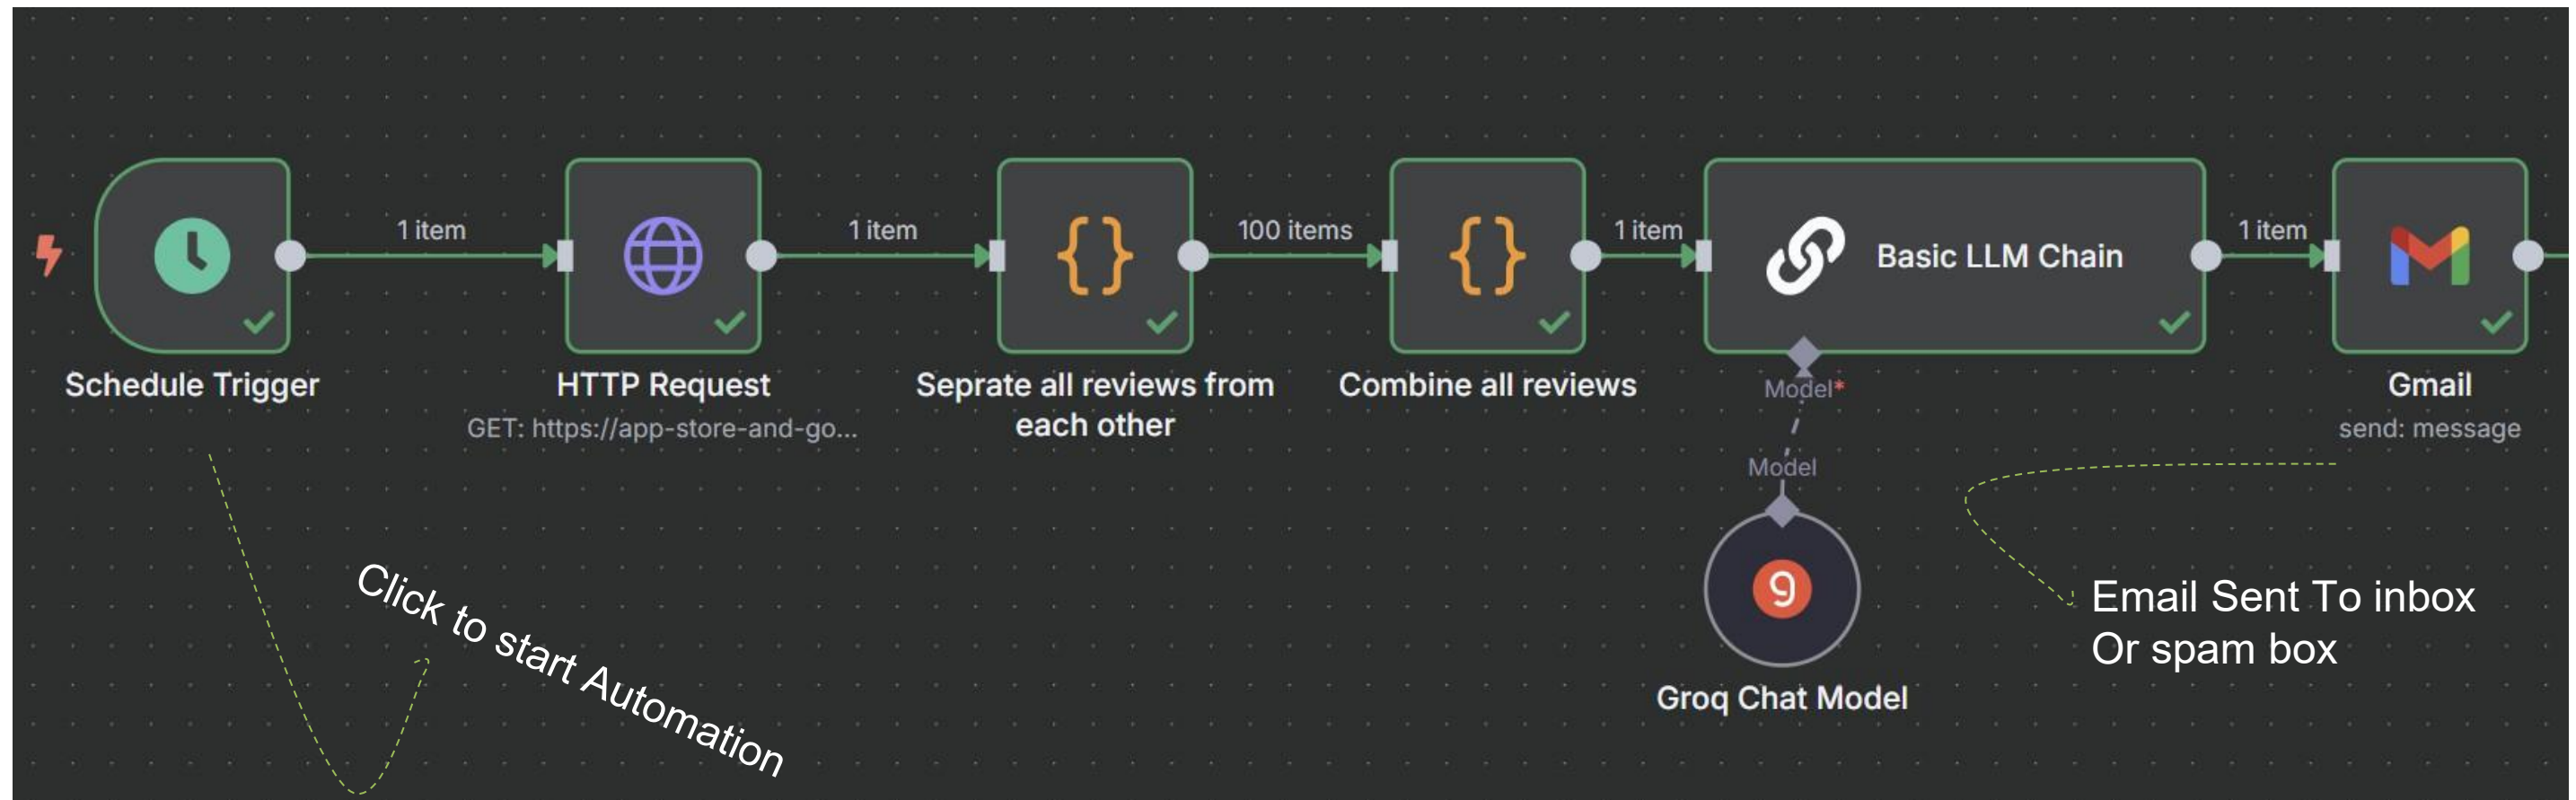 1 item
1 item
100 items
1 item
1 item
Basic LLM Chain
Schedule Trigger
HTTP Request
GET: https://app-store-and-go...
Seprate all reviews from
each other
Combine all reviews
Model*
Model
Groq Chat Model
Gmail
send: message
Click to start Automation
Email Sent To inbox
Or spam box